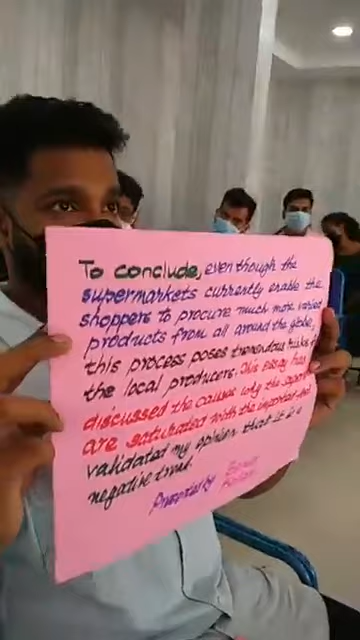 To conclude, even though the
supermarkets currently enable the
shoppers to procure much more varied
products from all around the globe,
this process poses tremendous risks
the local producers. This essay has
discussed the causes why the
are saturated with the imported and
validated my opinion that it is a
negative trend.
Presented by